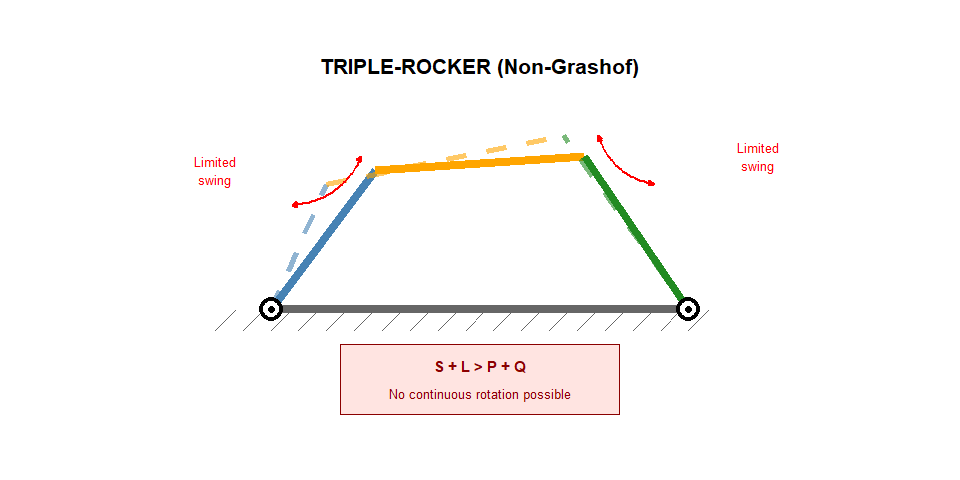 TRIPLE-ROCKER (Non-Grashof)
Limited
swing
Limited
swing
S + L > P + Q
No continuous rotation possible